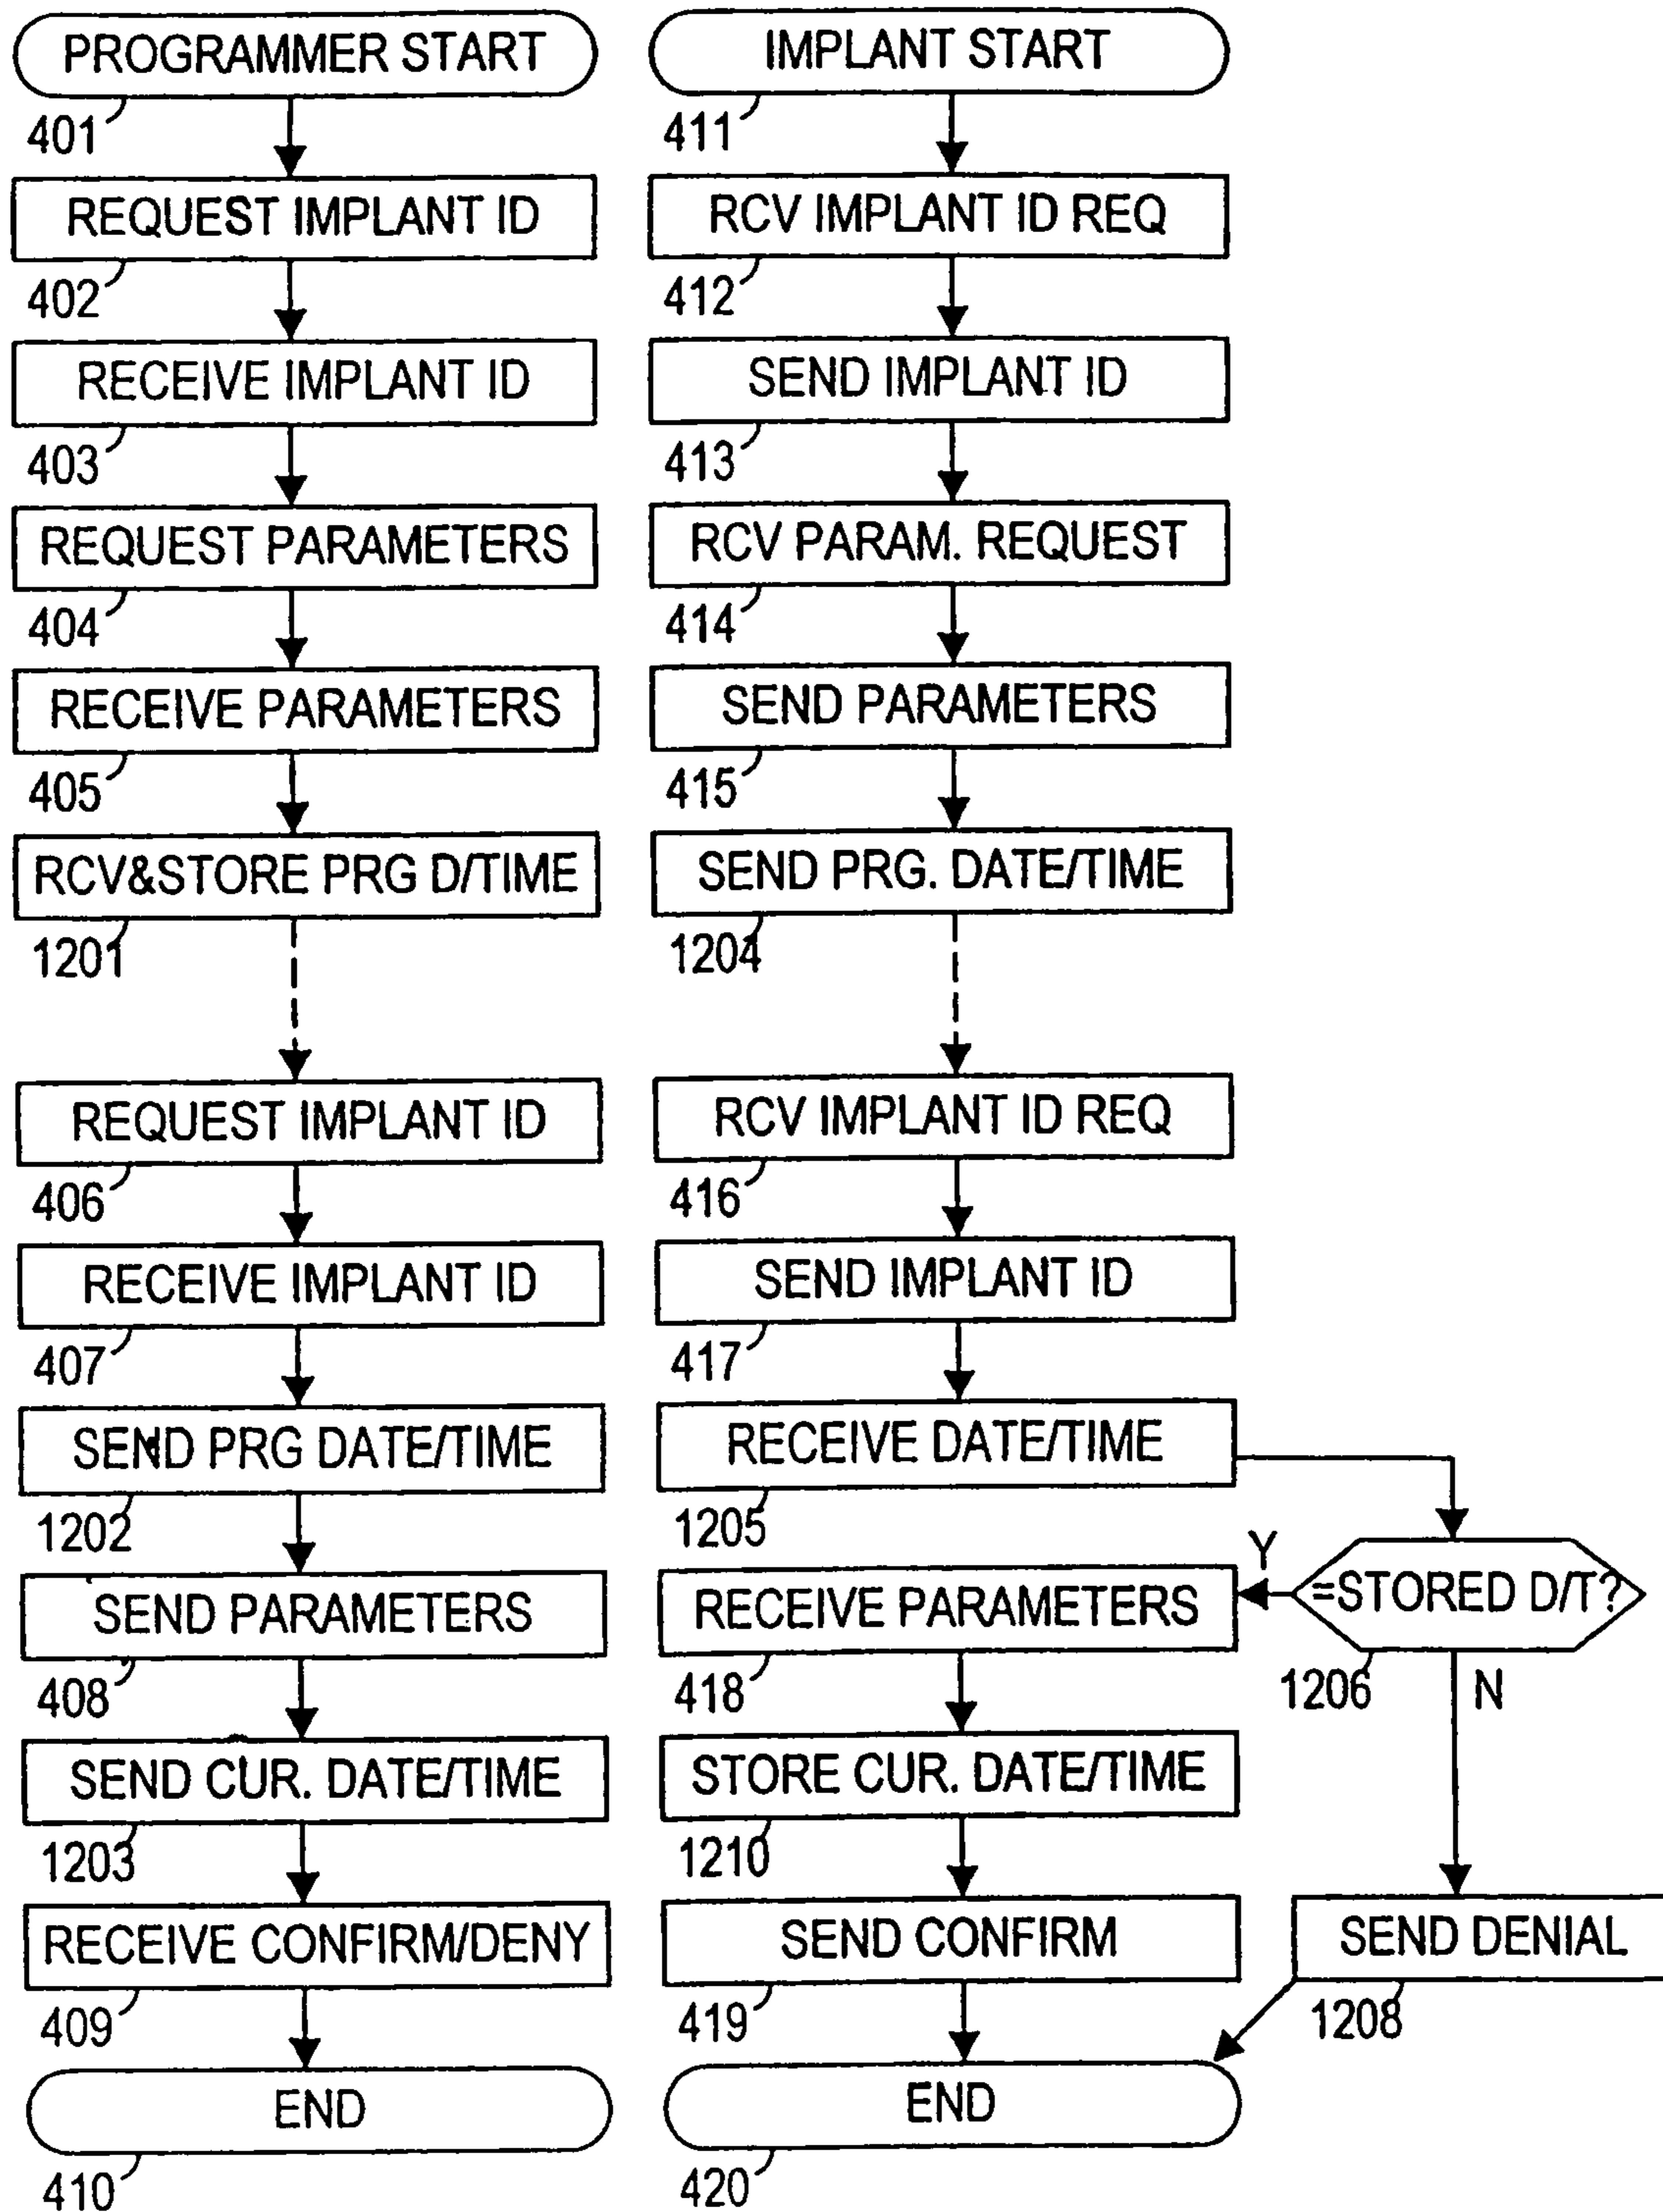 PROGRAMMER START
401
REQUEST IMPLANT ID
402
RECEIVE IMPLANT ID
403
REQUEST PARAMETERS
404
RECEIVE PARAMETERS
405
RCV&STORE PRG D/TIME
1201
REQUEST IMPLANT ID
406
RECEIVE IMPLANT ID
407
SEND PRG DATE/TIME
1202
SEND PARAMETERS
408
SEND CUR. DATE/TIME
1203
RECEIVE CONFIRM/DENY
409
END
410
IMPLANT START
411
RCV IMPLANT ID REQ
412
SEND IMPLANT ID
413
RCV PARAM. REQUEST
414
SEND PARAMETERS
415
SEND PRG. DATE/TIME
1204
RCV IMPLANT ID REQ
416
SEND IMPLANT ID
417
RECEIVE DATE/TIME
1205
=STORED D/T?
1206
Y
N
RECEIVE PARAMETERS
418
STORE CUR. DATE/TIME
1210
SEND CONFIRM
419
SEND DENIAL
1208
END
420